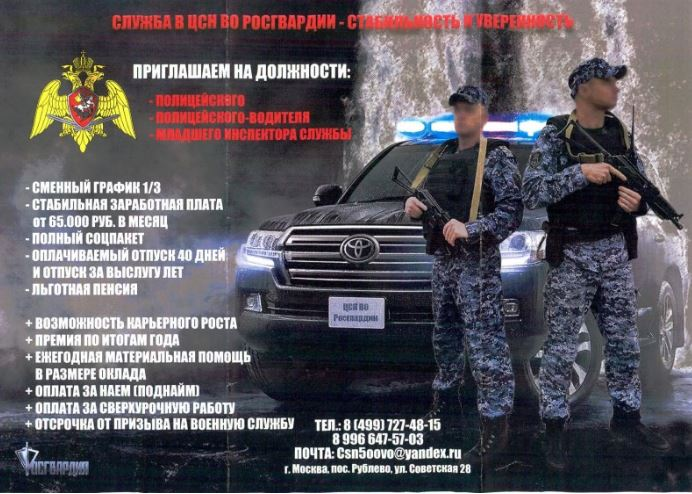 СЛУЖБА В ЦСН ВО РОСГВАРДИИ - СТАБИЛЬНОСТЬ И УВЕРЕННОСТЬ
ПРИГЛАШАЕМ НА ДОЛЖНОСТИ:
- ПОЛИЦЕЙСКОГО
- ПОЛИЦЕЙСКОГО-ВОДИТЕЛЯ
- МЛАДШЕГО ИНСПЕКТОРА СЛУЖБЫ
- СМЕННЫЙ ГРАФИК 1/3
- СТАБИЛЬНАЯ ЗАРАБОТНАЯ ПЛАТА
от 65.000 РУБ. В МЕСЯЦ
- ПОЛНЫЙ СОЦПАКЕТ
- ОПЛАЧИВАЕМЫЙ ОТПУСК 40 ДНЕЙ
И ОТПУСК ЗА ВЫСЛУГУ ЛЕТ
- ЛЬГОТНАЯ ПЕНСИЯ
ЦСН ВО
Росгвардии
+ ВОЗМОЖНОСТЬ КАРЬЕРНОГО РОСТА
+ ПРЕМИЯ ПО ИТОГАМ ГОДА
+ ЕЖЕГОДНАЯ МАТЕРИАЛЬНАЯ ПОМОЩЬ
В РАЗМЕРЕ ОКЛАДА
+ ОПЛАТА ЗА НАЕМ (ПОДНАЙМ)
+ ОПЛАТА ЗА СВЕРХУРОЧНУЮ РАБОТУ
+ ОТСРОЧКА ОТ ПРИЗЫВА НА ВОЕННУЮ СЛУЖБУ
ТЕЛ.: 8 (499) 727-48-15
8 996 647-57-03
ПОЧТА: Csn5oovo@yandex.ru
г. Москва, пос. Рублево, ул. Советская 28
РОСГВАРДИЯ